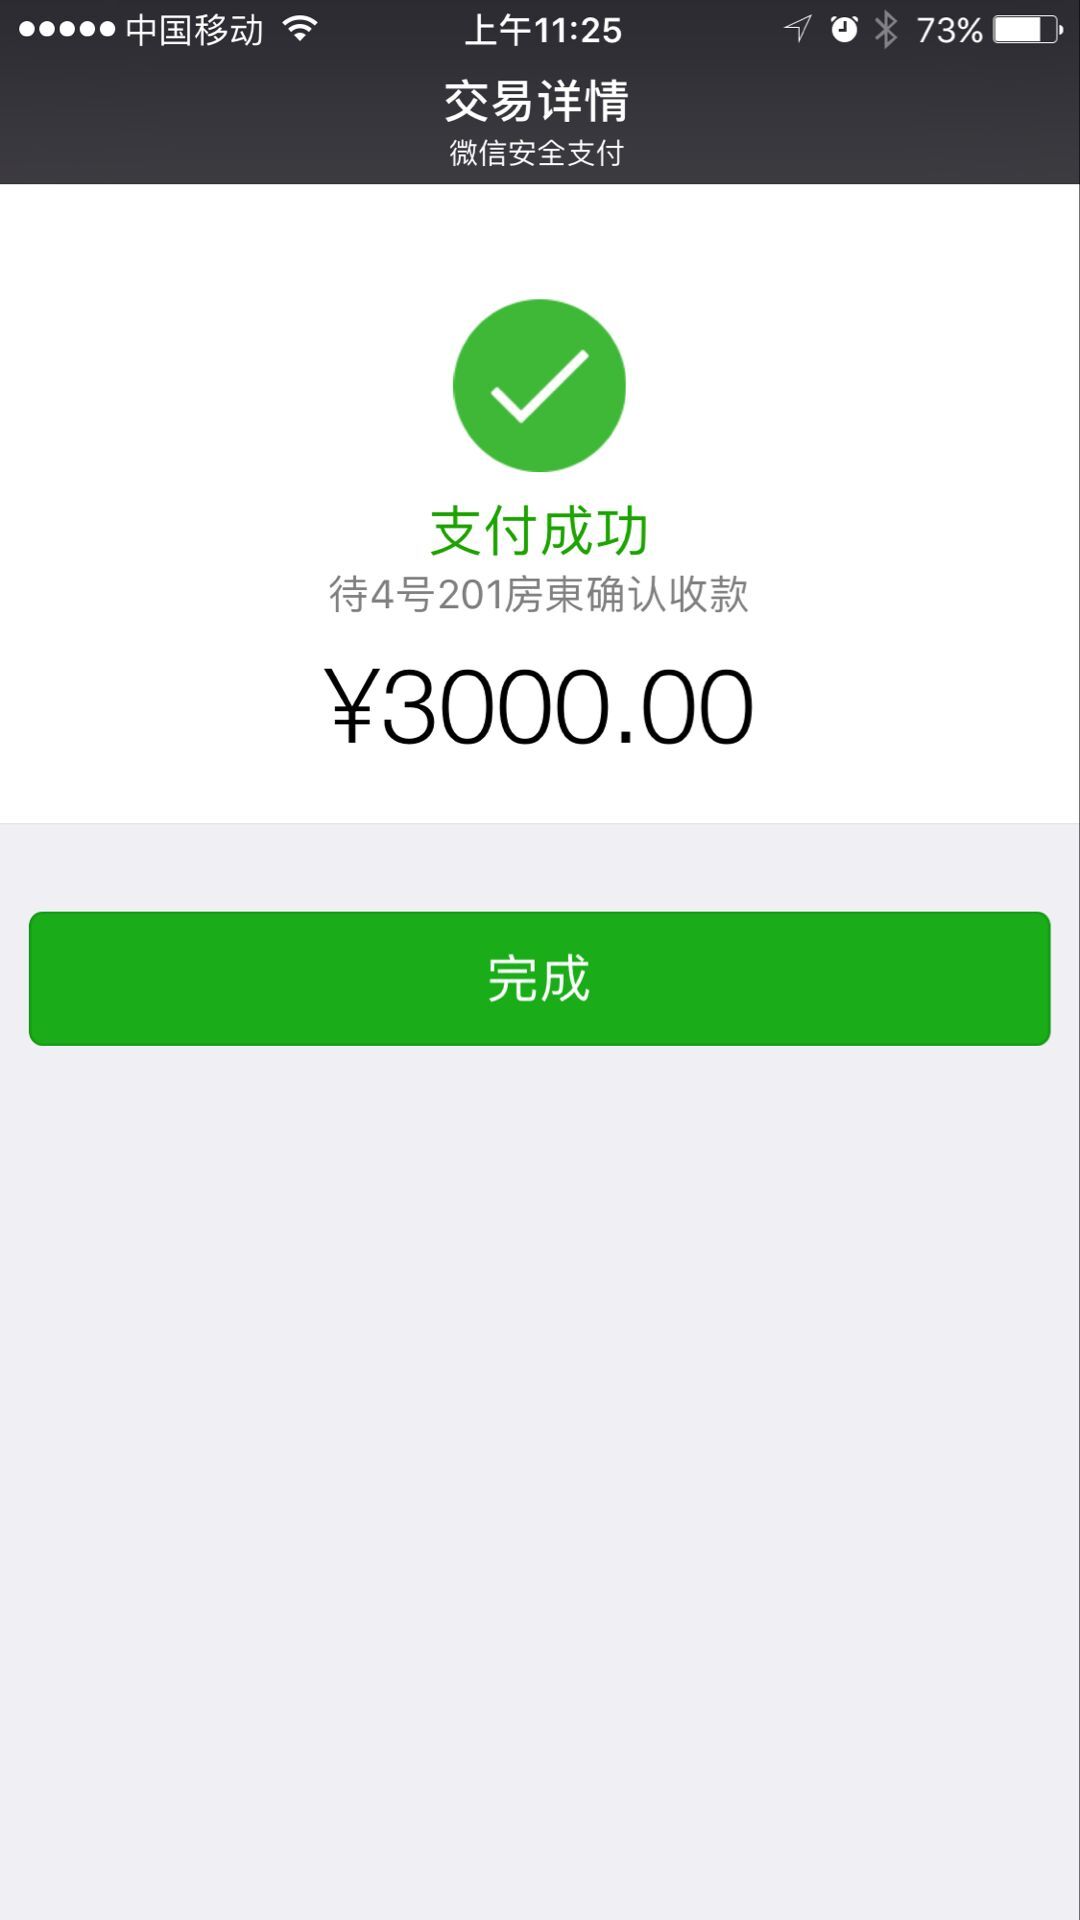 中国移动 上午11:25 73%
交易详情
微信安全支付
支付成功
待4号201房東确认收款
¥3000.00
完成